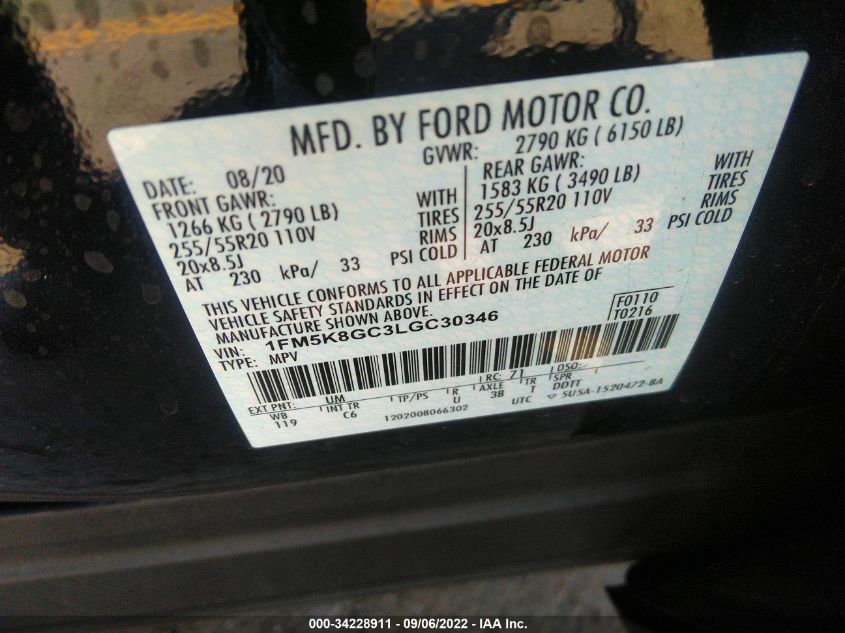 MFD. BY FORD MOTOR CO.
DATE: 08/20 GVWR: 2790 KG ( 6150 LB)
FRONT GAWR: REAR GAWR:
1266 KG ( 2790 LB) WITH 1583 KG ( 3490 LB) WITH
255/55R20 110V TIRES 255/55R20 110V TIRES
20x8.5J RIMS 20x8.5J RIMS
AT 230 kPa/ 33 PSI COLD AT 230 kPa/ 33 PSI COLD
THIS VEHICLE CONFORMS TO ALL APPLICABLE FEDERAL MOTOR
VEHICLE SAFETY STANDARDS IN EFFECT ON THE DATE OF
MANUFACTURE SHOWN ABOVE.
VIN: 1FM5K8GC3LGC30346
TYPE: MPV
F0110
T0216
EXT PNT: UM RC: 71 DSO:
WB INT TR TP/PS R AXLE TR SPR
119 C6 U 3B T DDTT
1202008066302 UTC ▽ 5U5A-1520472-BA
000-34228911 - 09/06/2022 - IAA Inc.